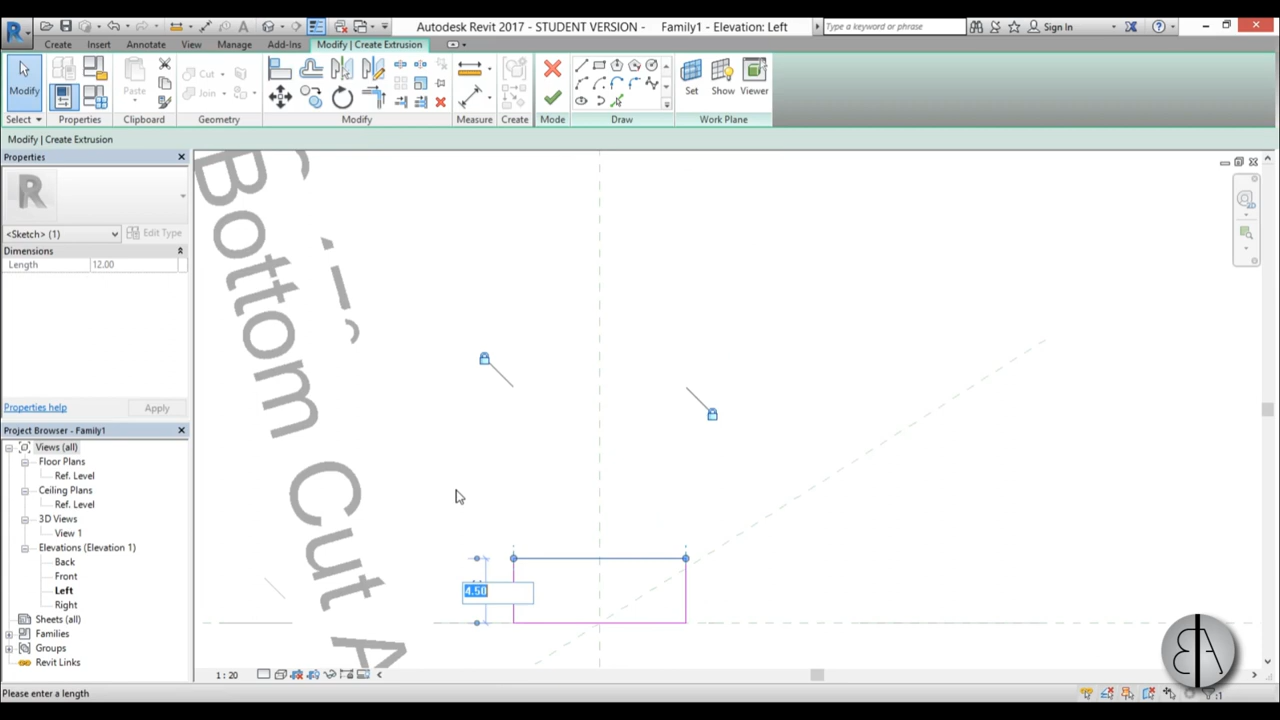 Autodesk Revit 2017 - STUDENT VERSION - Family1 - Elevation: Left
Type a keyword or phrase
Sign In
Create Insert Annotate View Manage Add-Ins Modify | Create Extrusion
Modify
Paste
Cut
Join
Set Show Viewer
Select Properties Clipboard Geometry Modify Measure Create Mode Draw Work Plane
Modify | Create Extrusion
Properties
R
<Sketch> (1)
Edit Type
Dimensions
Length 12.00
Properties help
Apply
Project Browser - Family1
Views (all)
Floor Plans
Ref. Level
Ceiling Plans
Ref. Level
3D Views
View 1
Elevations (Elevation 1)
Back
Front
Left
Right
Sheets (all)
Families
Groups
Revit Links
Bottom Cut A
4.50
1 : 20
Please enter a length
:1